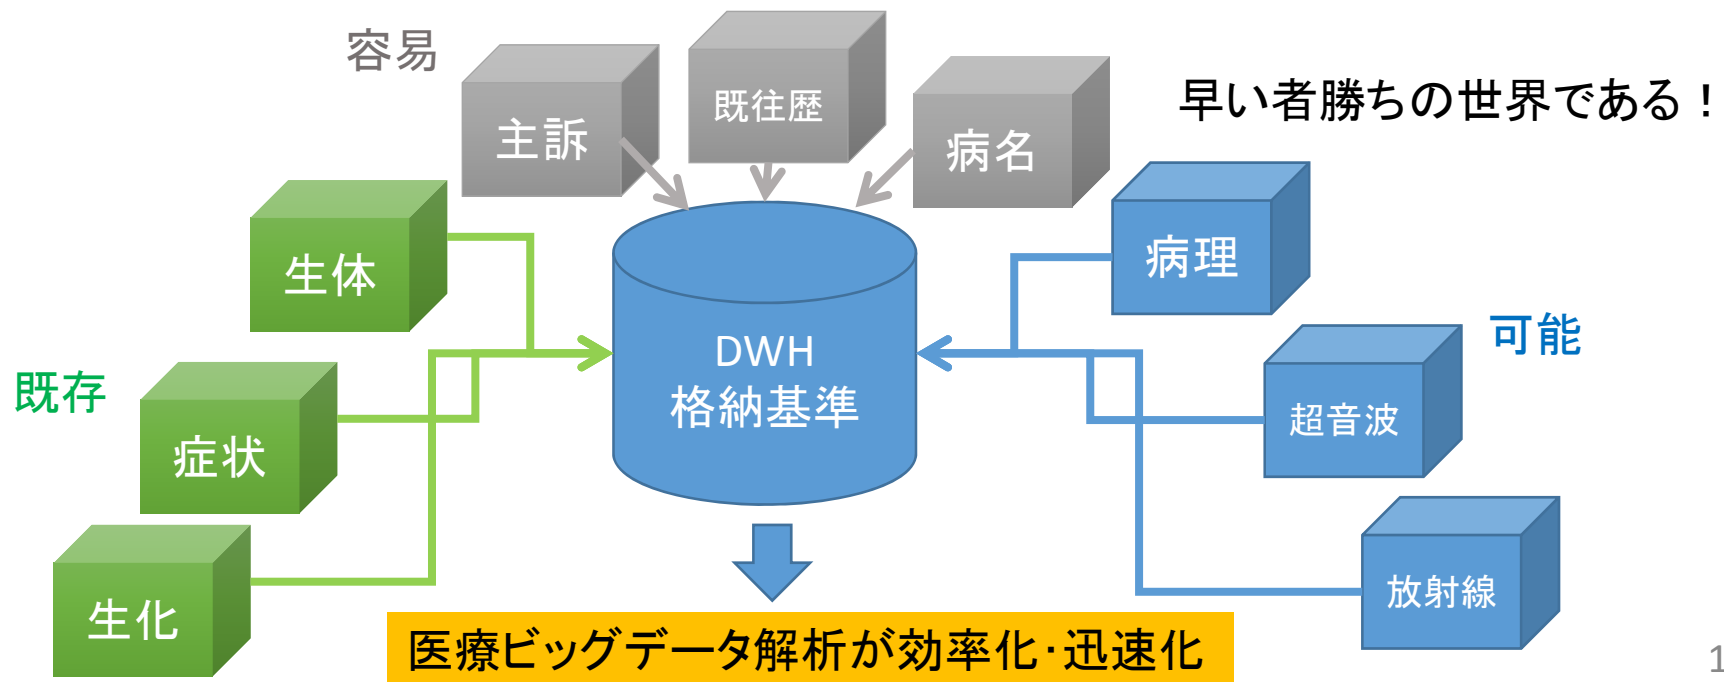 容易
主訴
既往歴
病名
早い者勝ちの世界である！
生体
症状
生化
既存
DWH
格納基準
病理
超音波
放射線
可能
医療ビッグデータ解析が効率化・迅速化
1